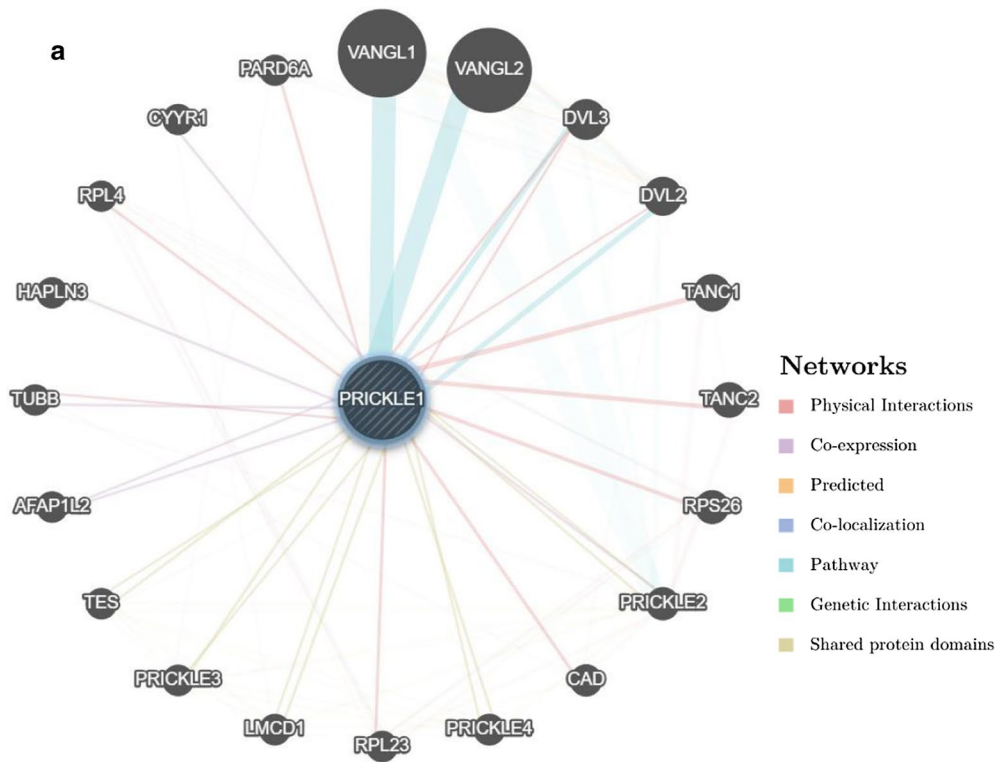 a
VANGL1
VANGL2
PARD6A
DVL3
CYYR1
DVL2
RPL4
HAPLN3
TANC1
Networks
PRICKLE1
TUBB
TANC2
Physical Interactions
Co-expression
Predicted
AFAP1L2
RPS26
Co-localization
Pathway
TES
PRICKLE2
Genetic Interactions
Shared protein domains
PRICKLE3
CAD
LMCD1
PRICKLE4
RPL23